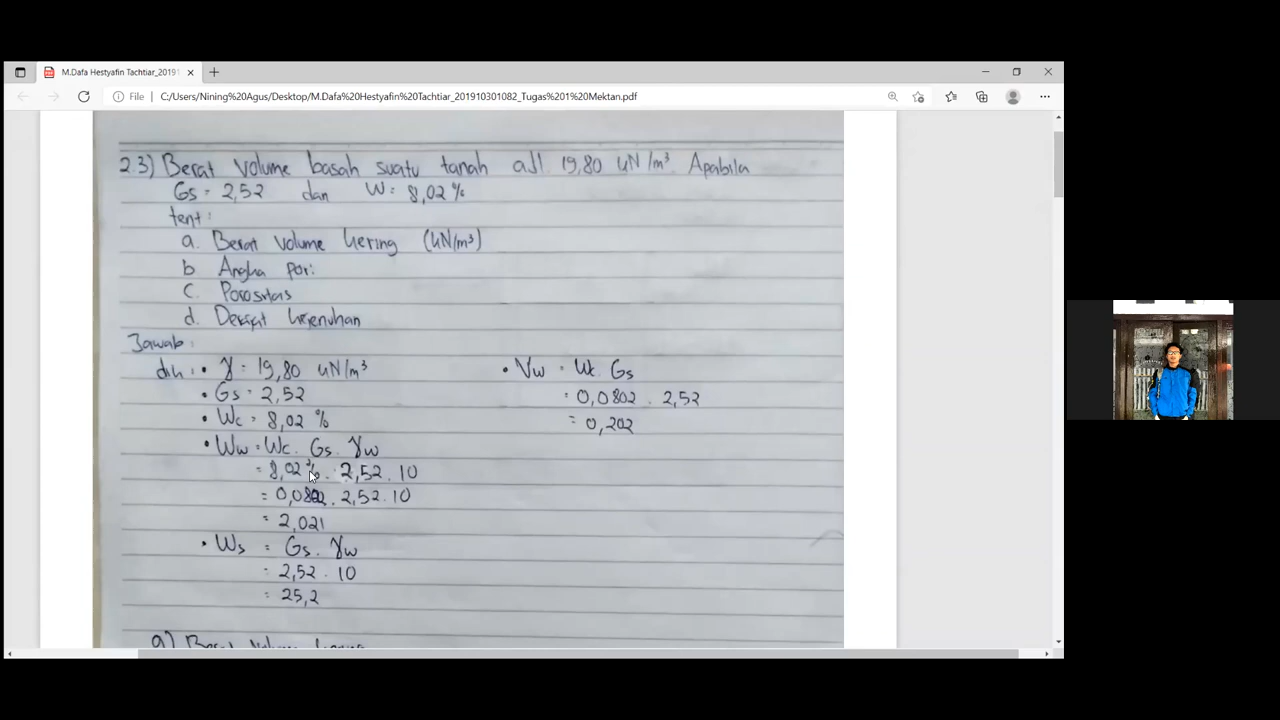 M.Dafa Hestyafin Tachtiar_20191
File
C:/Users/Nining%20Agus/Desktop/M.Dafa%20Hestyafin%20Tachtiar_201910301082_Tugas%201%20Mektan.pdf
2.3) Berat volume basah suatu tanah adl. 19,80 kN/m³. Apabila
Gs = 2,52 dan W = 8,02 %
tent :
a. Berat volume kering (kN/m³)
b Angka pori
c. Porositas
d. Derajat kejenuhan
Jawab :
dik : • γ = 19,80 kN/m³
• Gs = 2,52
• Wc = 8,02 %
• Ww = Wc. Gs. γw
= 8,02 % . 2,52 . 10
= 0,0802 . 2,52 . 10
= 2,021
• Ws = Gs . γw
= 2,52 . 10
= 25,2
• Vw = Wc. Gs
= 0,0802 . 2,52
= 0,202
a) Berat Volume kering